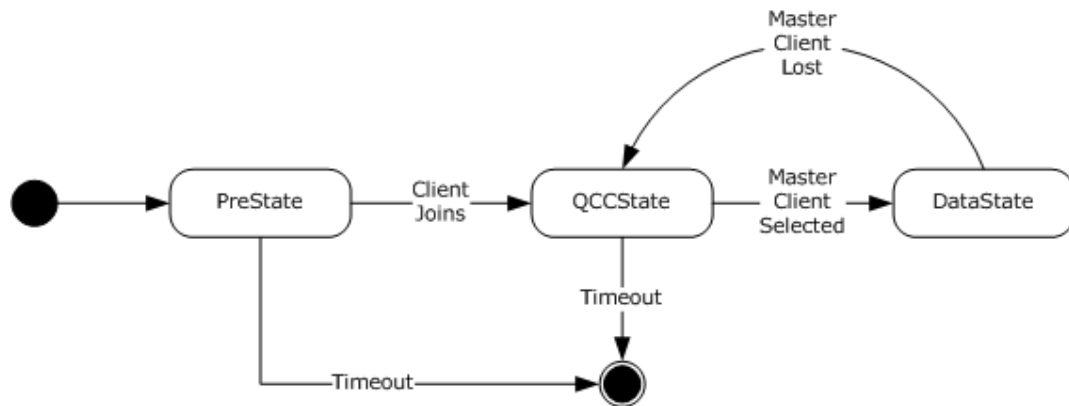 Master
Client
Lost
PreState
Client
Joins
QCCState
Master
Client
Selected
DataState
Timeout
Timeout